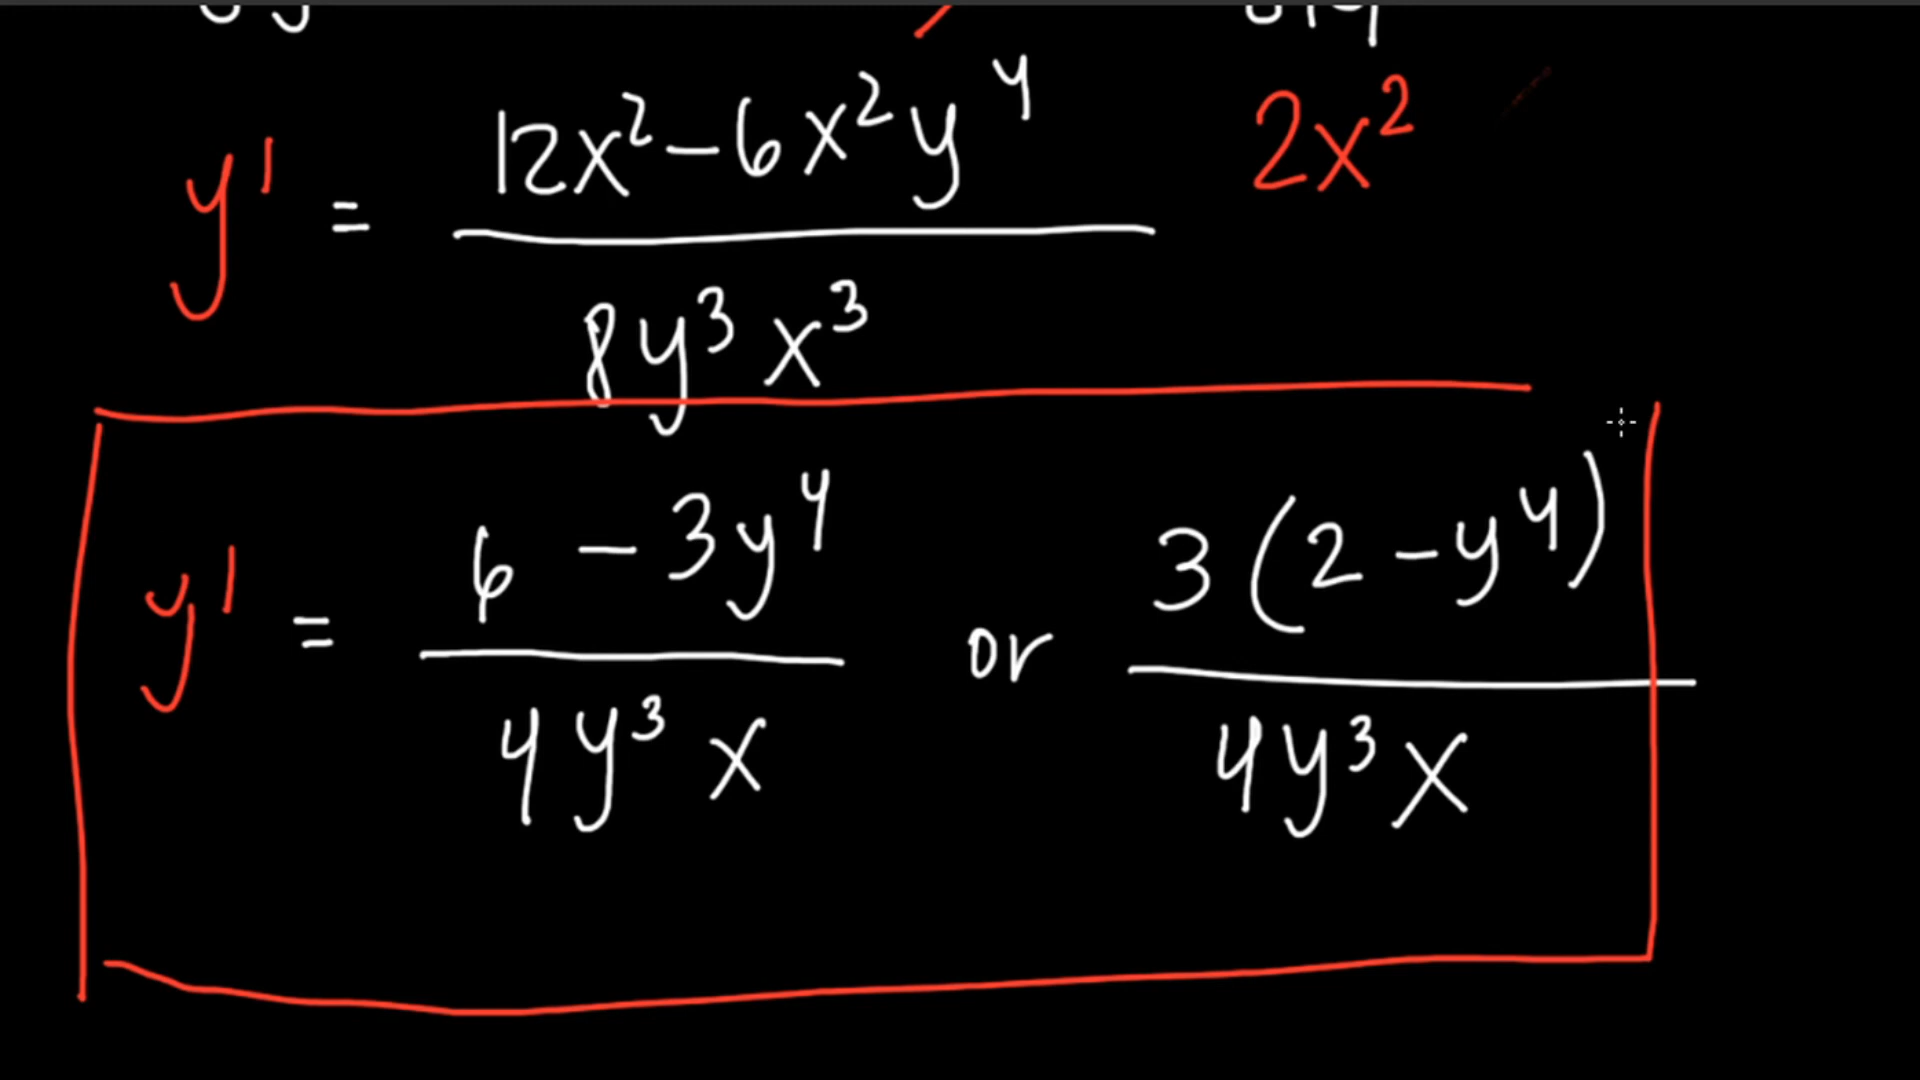 y' = (12x² - 6x²y⁴) / (8y³x³) 2x²
y' = (6 - 3y⁴) / (4y³x) or 3(2 - y⁴) / (4y³x)